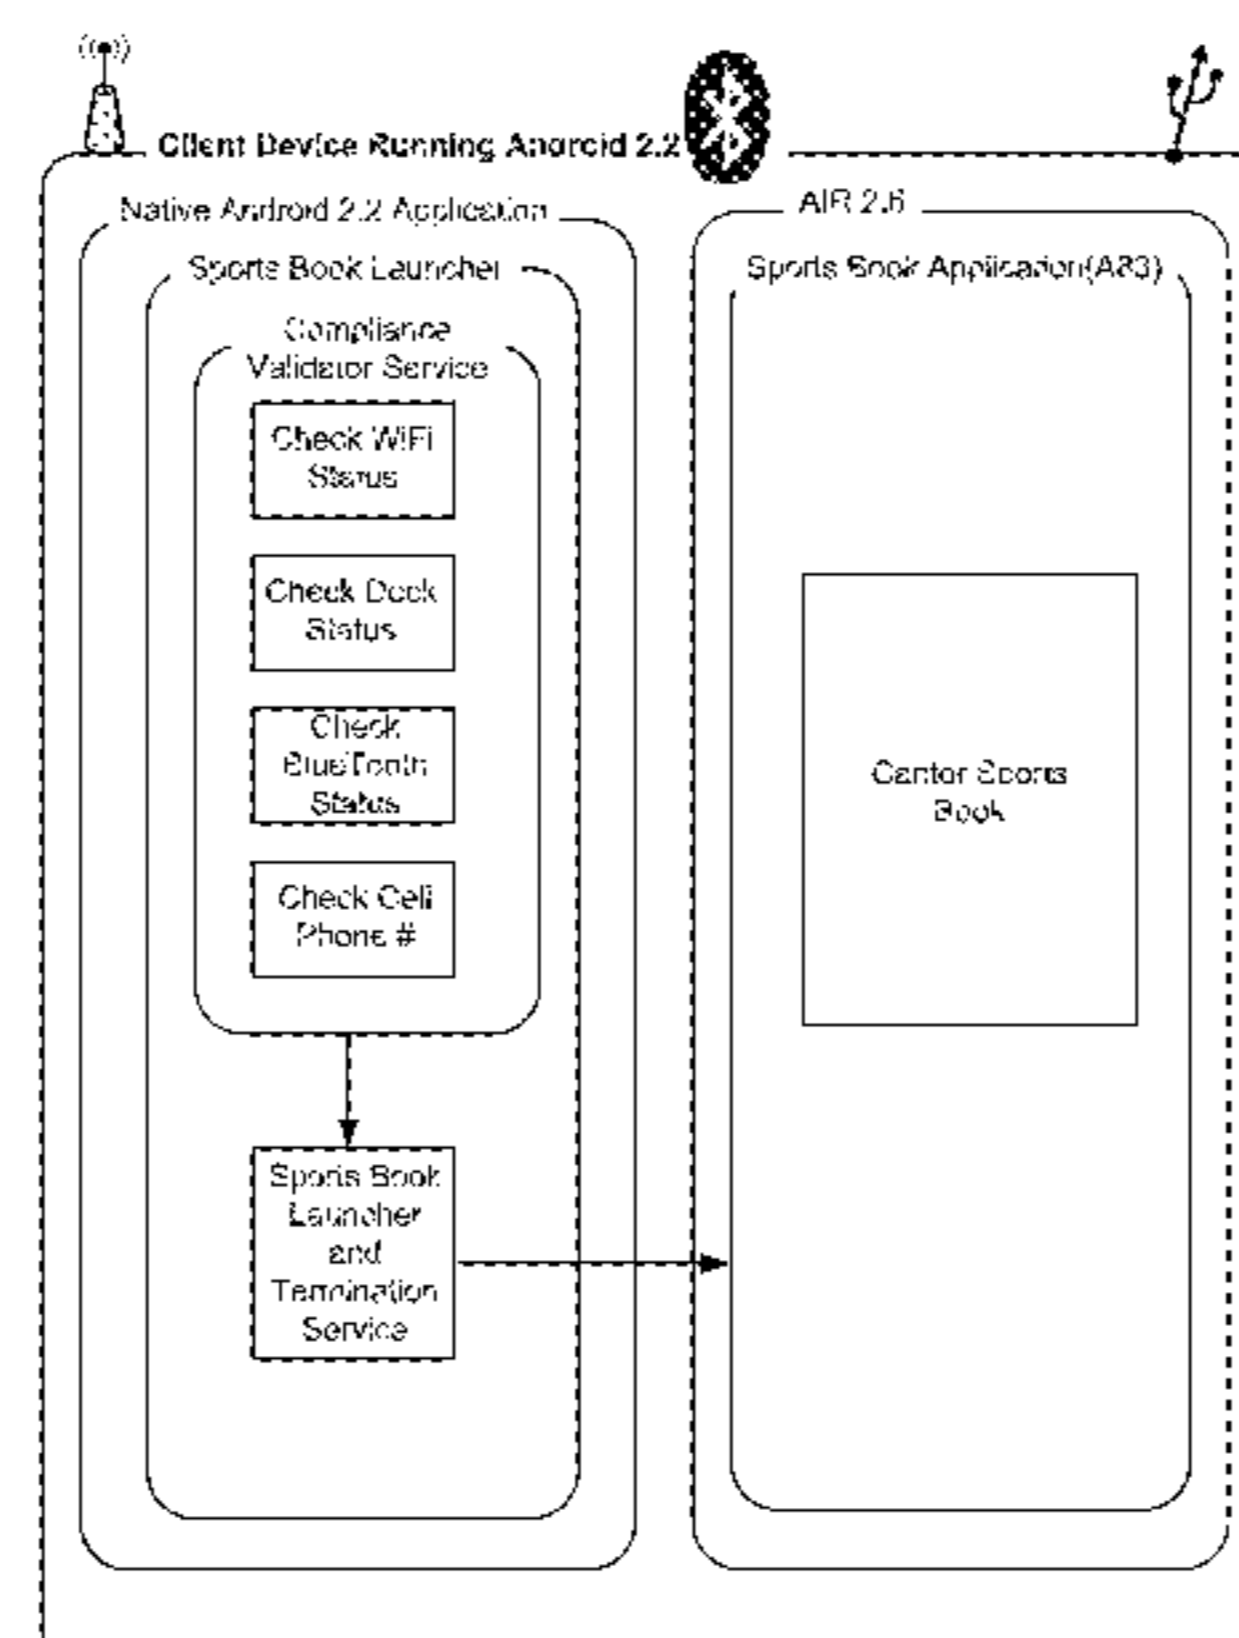 Client Device Running Android 2.2
Native Android 2.2 Application
AIR 2.6
Sports Book Launcher
Sports Book Application(AS3)
Compliance
Validator Service
Check WiFi
Status
Check Dock
Status
Check
BlueTooth
Status
Check Cell
Phone #
Cantor Sports
Book
Sports Book
Launcher
and
Termination
Service